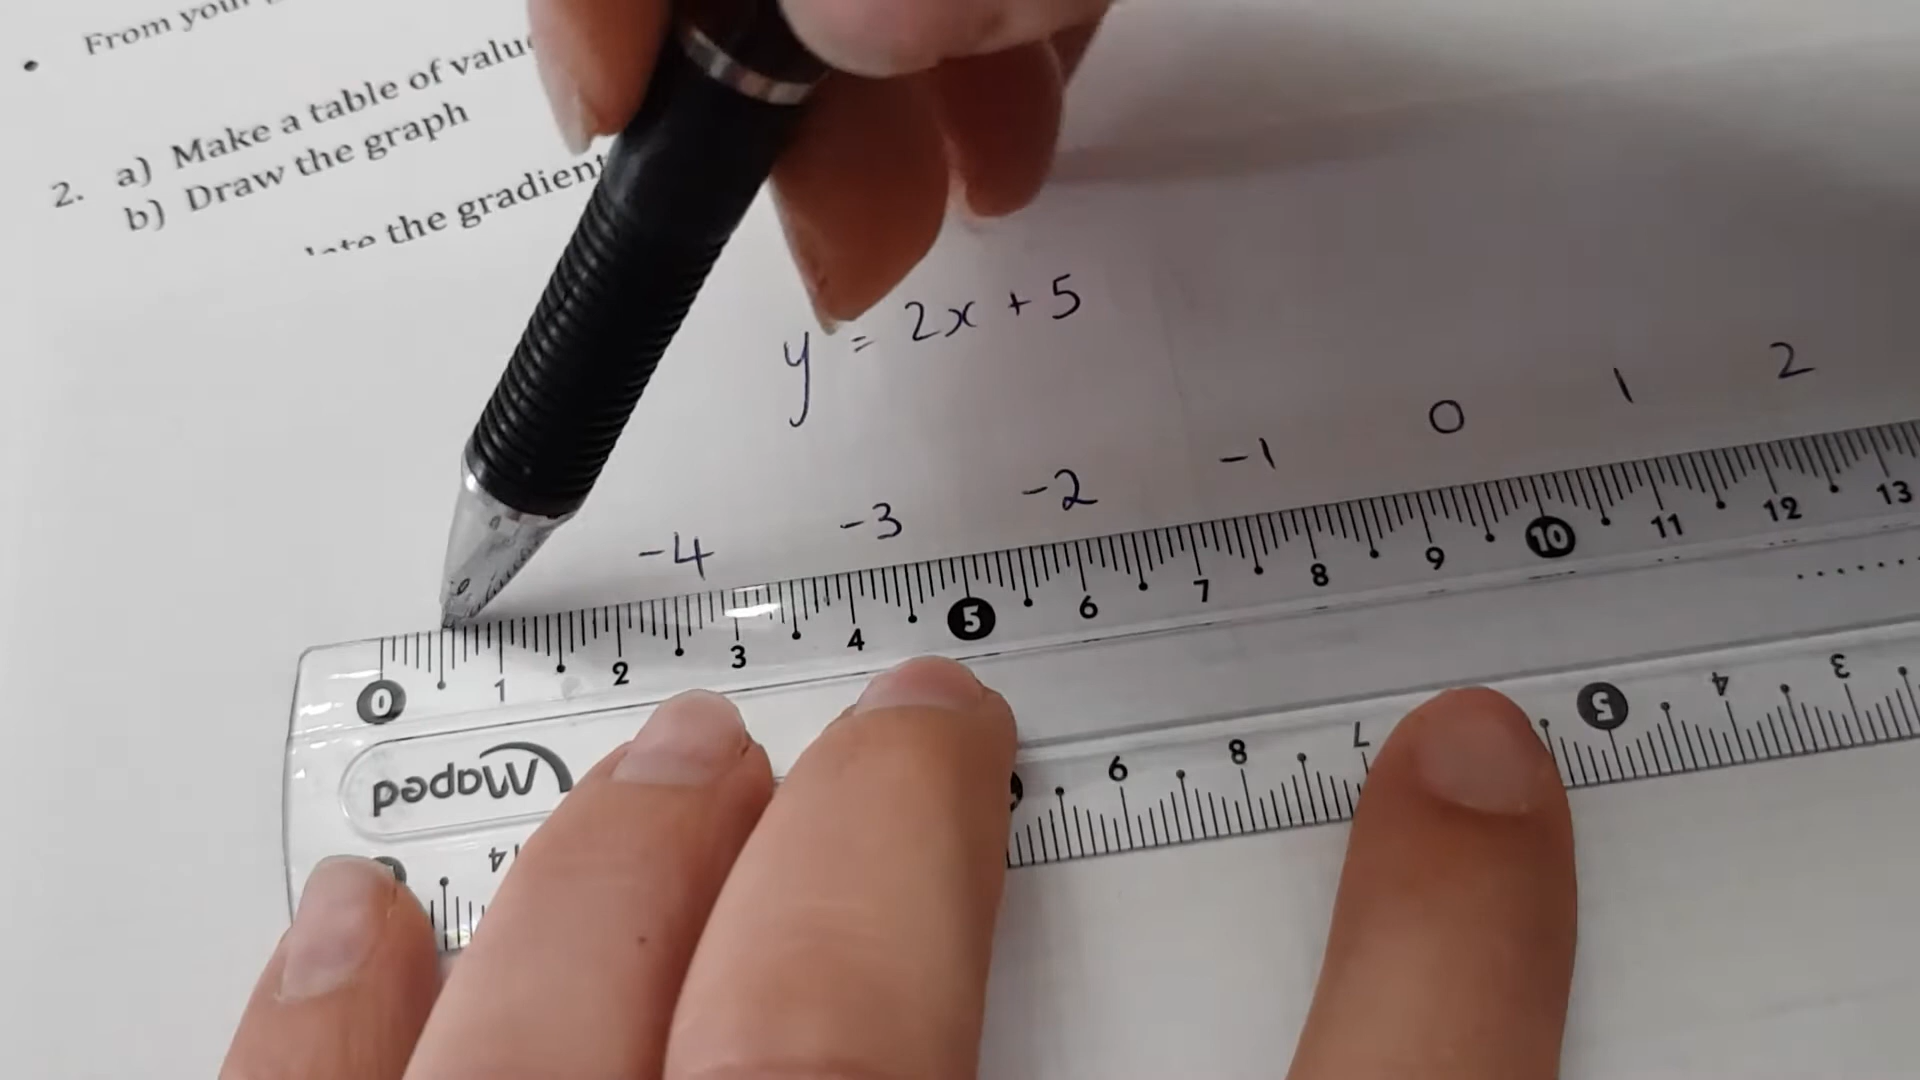 • From your
2. a) Make a table of valu
b) Draw the graph
the gradient
y = 2x + 5
-4 -3 -2 -1 0 1 2
0 1 2 3 4 5 6 7 8 9 10 11 12 13
Maped
14 6 8 7 5 4 3